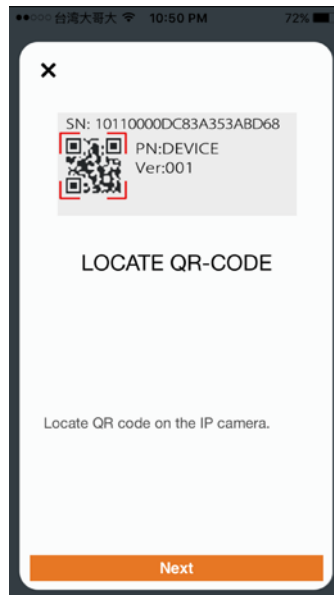 台湾大哥大 10:50 PM 72%
SN: 10110000DC83A353ABD68
PN:DEVICE
Ver:001
LOCATE QR-CODE
Locate QR code on the IP camera.
Next